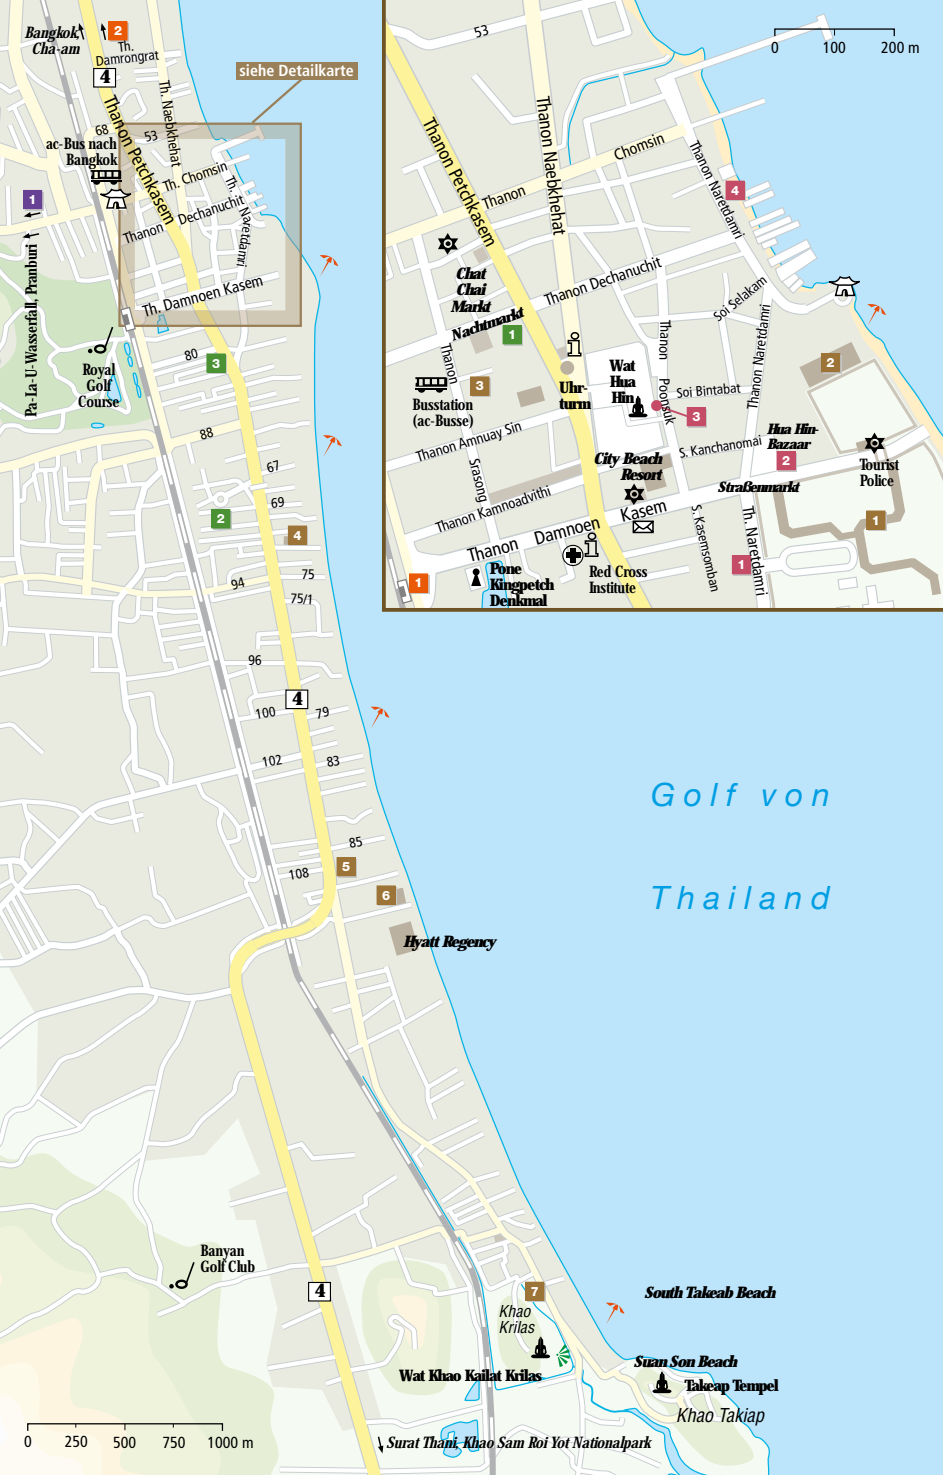 Bangkok,
Cha-am
2
Th.
Damrongrat
4
siehe Detailkarte
Thanon Petchkasem
Th. Naebkhehat
68
53
ac-Bus nach
Bangkok
Th. Chomsin
Th. Naretdamri
1
Thanon Dechanuchit
Pa-La-U-Wasserfall, Pranburi
Th. Damnoen Kasem
80
3
Royal
Golf
Course
88
67
69
2
4
75
94
75/1
96
4
100
79
102
83
85
108
5
6
Hyatt Regency
Banyan
Golf Club
4
7
Khao
Krilas
Wat Khao Kailat Krilas
South Takeab Beach
Suan Son Beach
Takeap Tempel
Khao Takiap
Surat Thani, Khao Sam Roi Yot Nationalpark
0 250 500 750 1000 m
Golf von
Thailand
53
0 100 200 m
Thanon Petchkasem
Thanon Naebkhehat
Thanon Chomsin
Thanon Naretdamri
4
Chat
Chai
Markt
Thanon Dechanuchit
Soi Selakam
Nachtmarkt
1
Thanon Srasong
Thanon Poonsuk
Thanon Naretdamri
2
Wat
Hua
Hin
Busstation
(ac-Busse)
3
Uhr-
turm
Soi Bintabat
3
Thanon Amnuay Sin
S. Kanchanomai
Hua Hin-
Bazaar
2
City Beach
Resort
Tourist
Police
Straßenmarkt
Thanon Kamnoadvithi
Thanon Damnoen Kasem
S. Kasemsomban
Th. Naretdamri
1
1
1
Pone
Kingpetch
Denkmal
Red Cross
Institute